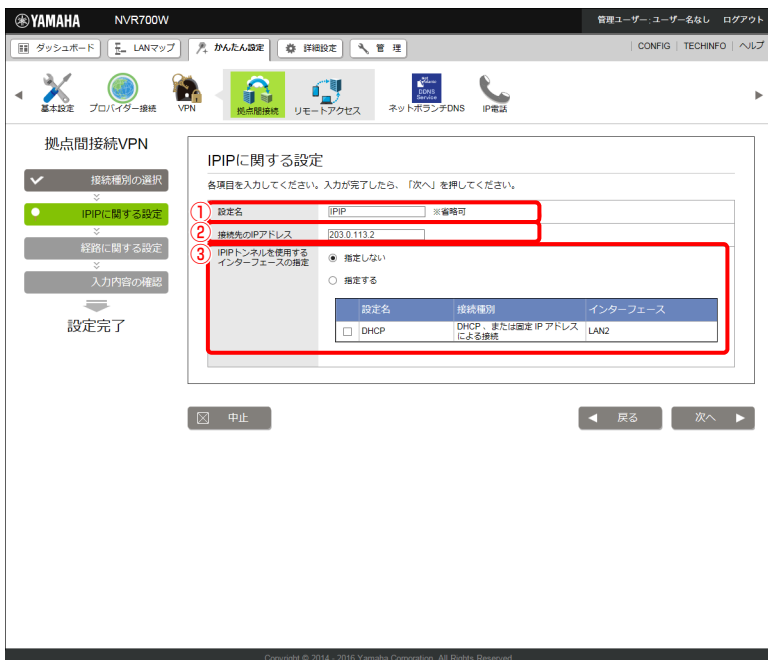 YAMAHA NVR700W 管理ユーザー:ユーザー名なし ログアウト
ダッシュボード LANマップ かんたん設定 詳細設定 管 理 CONFIG TECHINFO ヘルプ
基本設定 プロバイダー接続 VPN 拠点間接続 リモートアクセス net Volante DDNS Service ネットボランチDNS IP電話
拠点間接続VPN
接続種別の選択
IPIPに関する設定
経路に関する設定
入力内容の確認
設定完了
IPIPに関する設定
各項目を入力してください。入力が完了したら、「次へ」を押してください。
① 設定名 IPIP ※省略可
② 接続先のIPアドレス 203.0.113.2
③ IPIPトンネルを使用する
インターフェースの指定
指定しない
指定する
設定名 接続種別 インターフェース
DHCP DHCP 、または固定 IP アドレス
による接続 LAN2
中止 戻る 次へ
Copyright © 2014 - 2016 Yamaha Corporation. All Rights Reserved.